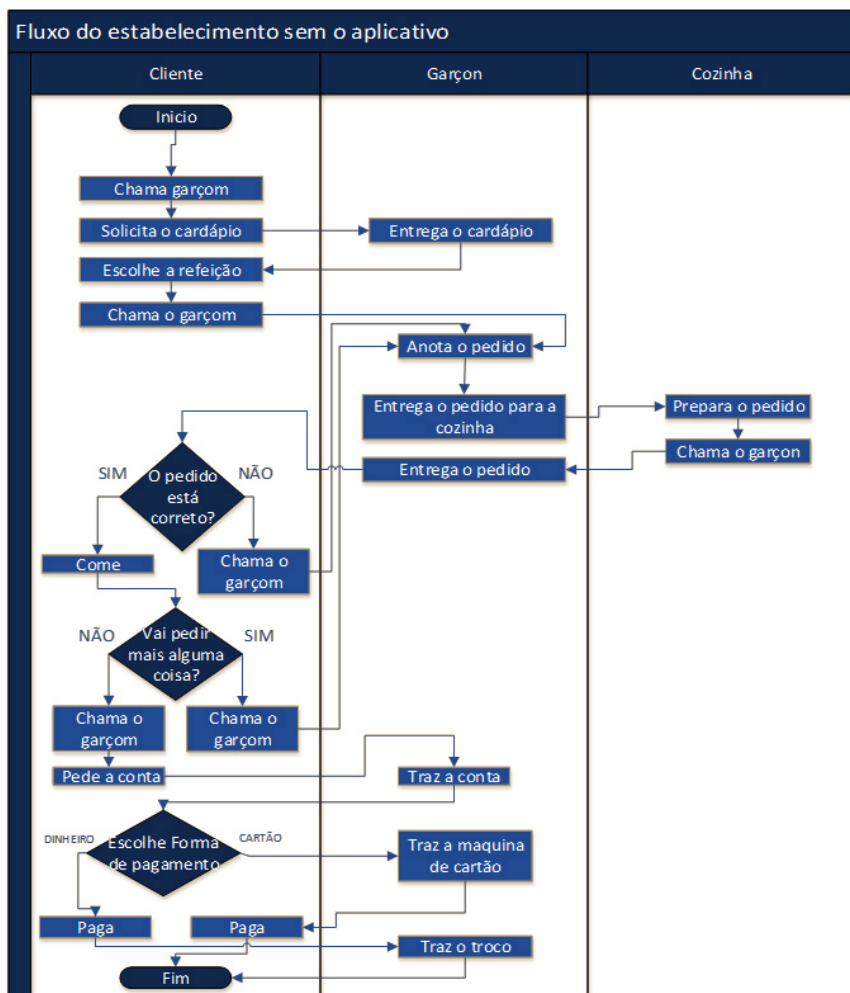 Fluxo do estabelecimento sem o aplicativo
Cliente
Garçon
Cozinha
Inicio
Chama garçom
Solicita o cardápio
Entrega o cardápio
Escolhe a refeição
Chama o garçom
Anota o pedido
Entrega o pedido para a
cozinha
Prepara o pedido
Chama o garçon
Entrega o pedido
SIM
O pedido
está
correto?
NÃO
Come
Chama o
garçom
NÃO
Vai pedir
mais alguma
coisa?
SIM
Chama o
garçom
Chama o
garçom
Pede a conta
Traz a conta
DINHEIRO
Escolhe Forma
de pagamento
CARTÃO
Traz a maquina
de cartão
Paga
Paga
Traz o troco
Fim